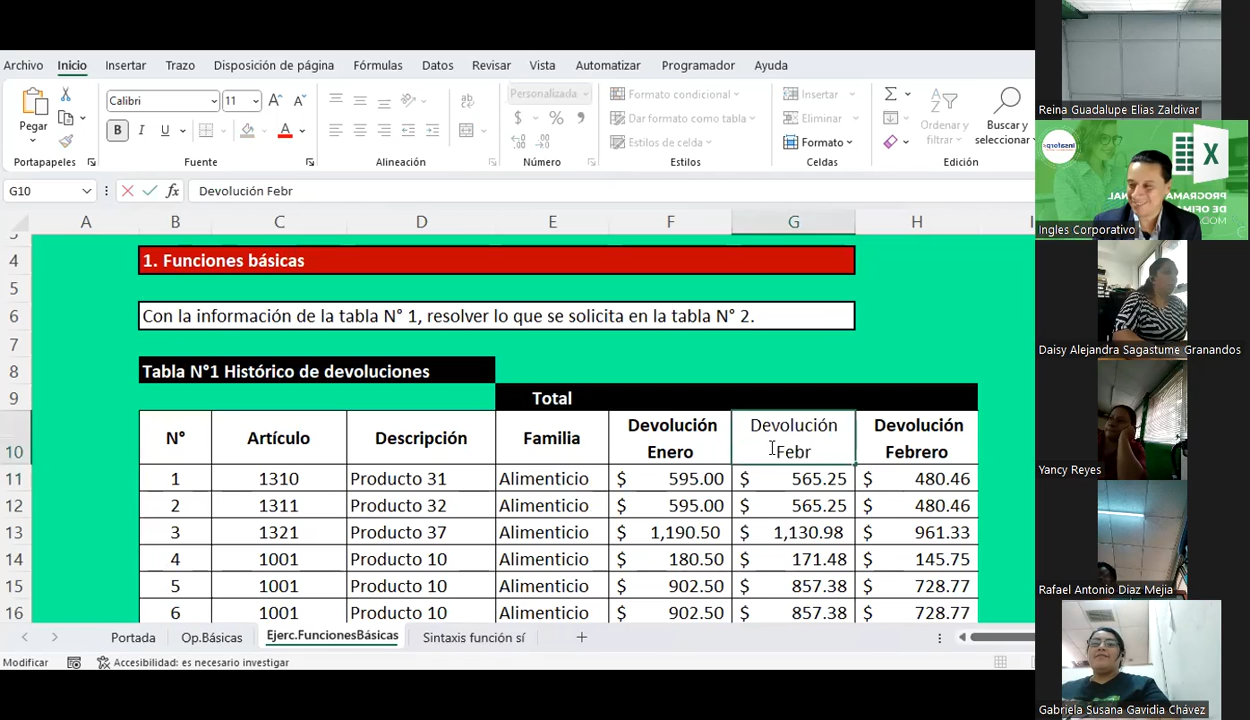 Archivo Inicio Insertar Trazo Disposición de página Fórmulas Datos Revisar Vista Automatizar Programador Ayuda
Calibri 11 Personalizada Formato condicional Insertar
Pegar Dar formato como tabla Eliminar Ordenar y filtrar Buscar y seleccionar
Estilos de celda Formato
Portapapeles Fuente Alineación Número Estilos Celdas Edición
G10 Devolución Febr
A B C D E F G H
4 1. Funciones básicas
5
6 Con la información de la tabla N° 1, resolver lo que se solicita en la tabla N° 2.
7
8 Tabla N°1 Histórico de devoluciones
9 Total
10 N° Artículo Descripción Familia Devolución Enero Devolución Febr Devolución Febrero
11 1 1310 Producto 31 Alimenticio $ 595.00 $ 565.25 $ 480.46
12 2 1311 Producto 32 Alimenticio $ 595.00 $ 565.25 $ 480.46
13 3 1321 Producto 37 Alimenticio $ 1,190.50 $ 1,130.98 $ 961.33
14 4 1001 Producto 10 Alimenticio $ 180.50 $ 171.48 $ 145.75
15 5 1001 Producto 10 Alimenticio $ 902.50 $ 857.38 $ 728.77
16 6 1001 Producto 10 Alimenticio $ 902.50 $ 857.38 $ 728.77
Portada Op.Básicas Ejerc.FuncionesBásicas Sintaxis función sí
Modificar Accesibilidad: es necesario investigar
Reina Guadalupe Elias Zaldivar
Ingles Corporativo
Daisy Alejandra Sagastume Granandos
Yancy Reyes
Rafael Antonio Diaz Mejia
Gabriela Susana Gavidia Chávez